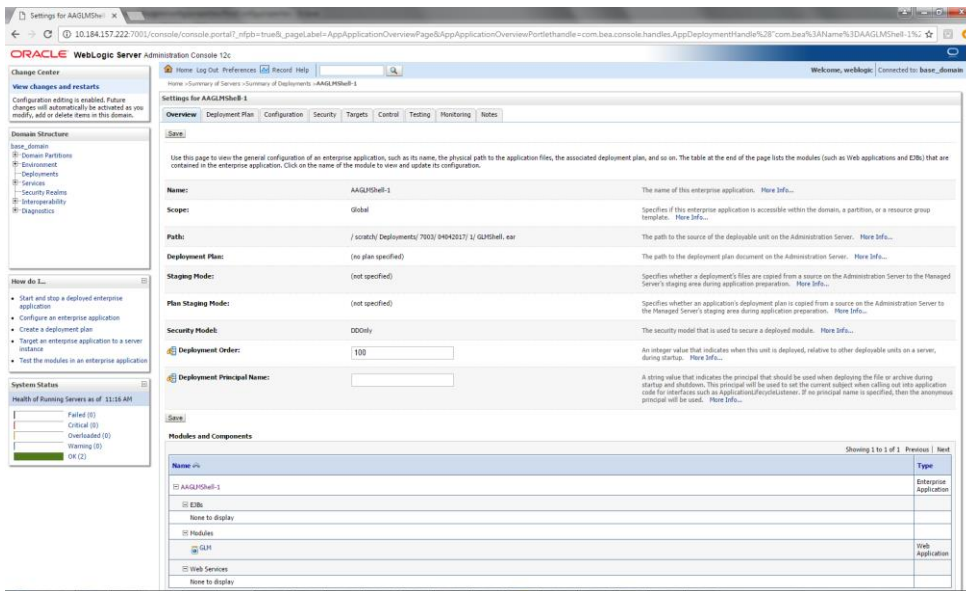 Settings for AAGLMShell
10.184.157.222:7001/console/console.portal?_nfpb=true&_pageLabel=AppApplicationOverviewPage&AppApplicationOverviewPortlethandle=com.bea.console.handles.AppDeploymentHandle%28"com.bea%3AName%3DAAGLMShell-1%2
ORACLE WebLogic Server Administration Console 12c
Change Center
View changes and restarts
Configuration editing is enabled. Future
changes will automatically be activated as you
modify, add or delete items in this domain.
Domain Structure
base_domain
Domain Partitions
Environment
Deployments
Services
Security Realms
Interoperability
Diagnostics
How do I...
Start and stop a deployed enterprise
application
Configure an enterprise application
Create a deployment plan
Target an enterprise application to a server
instance
Test the modules in an enterprise application
System Status
Health of Running Servers as of 11:16 AM
Failed (0)
Critical (0)
Overloaded (0)
Warning (0)
OK (2)
Home Log Out Preferences Record Help
Welcome, weblogic Connected to: base_domain
Home >Summary of Servers >Summary of Deployments >AAGLMShell-1
Settings for AAGLMShell-1
Overview Deployment Plan Configuration Security Targets Control Testing Monitoring Notes
Save
Use this page to view the general configuration of an enterprise application, such as its name, the physical path to the application files, the associated deployment plan, and so on. The table at the end of the page lists the modules (such as Web applications and EJBs) that are
contained in the enterprise application. Click on the name of the module to view and update its configuration.
Name: AAGLMShell-1 The name of this enterprise application. More Info...
Scope: Global Specifies if this enterprise application is accessible within the domain, a partition, or a resource group
template. More Info...
Path: / scratch/ Deployments/ 7003/ 04042017/ 1/ GLMShell. ear The path to the source of the deployable unit on the Administration Server. More Info...
Deployment Plan: (no plan specified) The path to the deployment plan document on the Administration Server. More Info...
Staging Mode: (not specified) Specifies whether a deployment's files are copied from a source on the Administration Server to the Managed
Server's staging area during application preparation. More Info...
Plan Staging Mode: (not specified) Specifies whether an application's deployment plan is copied from a source on the Administration Server to
the Managed Server's staging area during application preparation. More Info...
Security Model: DDOnly The security model that is used to secure a deployed module. More Info...
Deployment Order: 100 An integer value that indicates when this unit is deployed, relative to other deployable units on a server,
during startup. More Info...
Deployment Principal Name: A string value that indicates the principal that should be used when deploying the file or archive during
startup and shutdown. This principal will be used to set the current subject when calling out into application
code for interfaces such as ApplicationLifecycleListener. If no principal name is specified, then the anonymous
principal will be used. More Info...
Save
Modules and Components
Showing 1 to 1 of 1 Previous | Next
Name Type
AAGLMShell-1 Enterprise
Application
EJBs
None to display
Modules
GLM Web
Application
Web Services
None to display